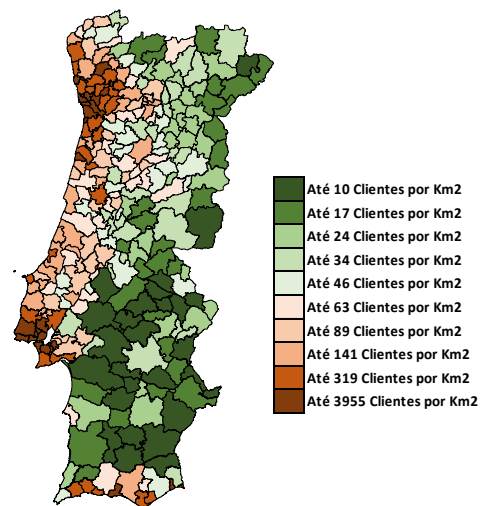 Até 10 Clientes por Km2
Até 17 Clientes por Km2
Até 24 Clientes por Km2
Até 34 Clientes por Km2
Até 46 Clientes por Km2
Até 63 Clientes por Km2
Até 89 Clientes por Km2
Até 141 Clientes por Km2
Até 319 Clientes por Km2
Até 3955 Clientes por Km2